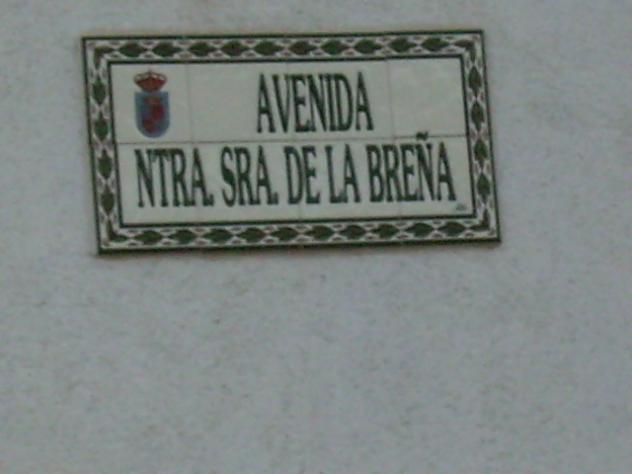 AVENIDA
NTRA. SRA. DE LA BREÑA